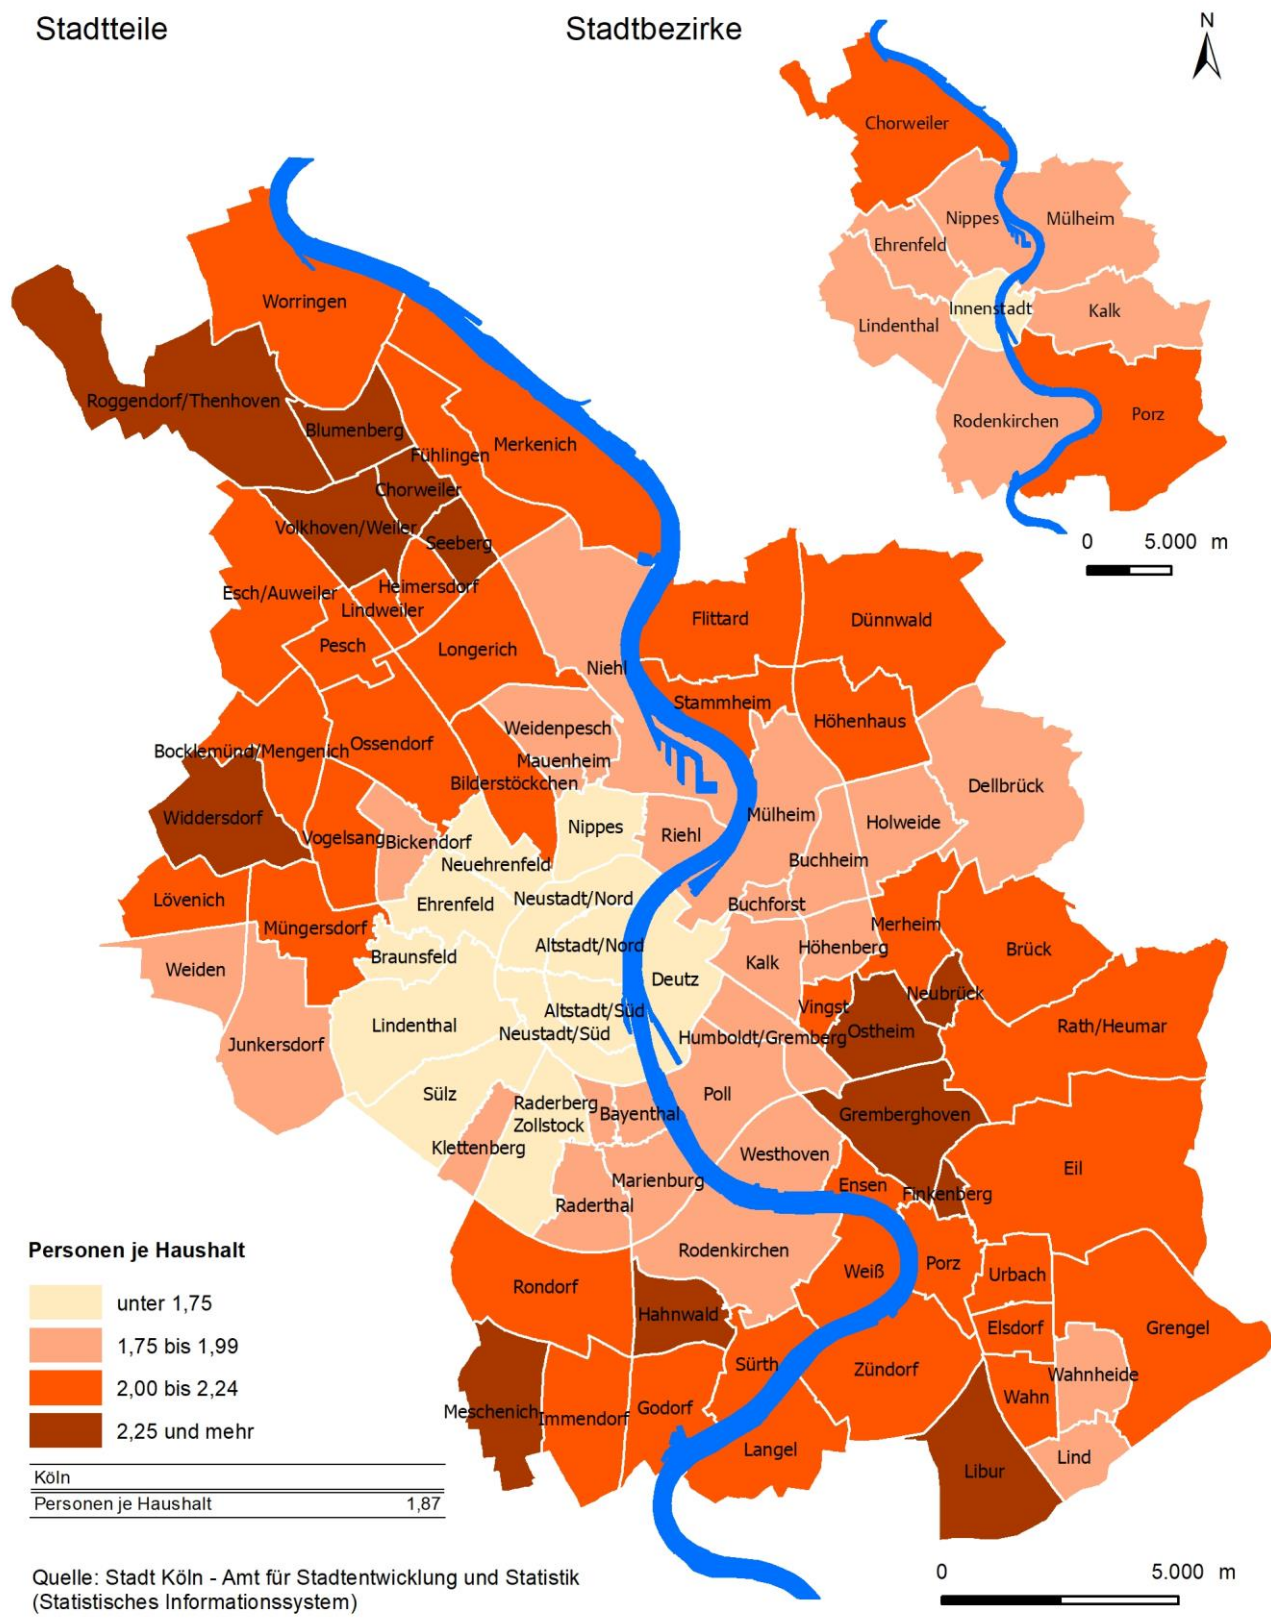 Stadtteile
Stadtbezirke
N
Chorweiler
Nippes
Mülheim
Ehrenfeld
Innenstadt
Kalk
Lindenthal
Rodenkirchen
Porz
0 5.000 m
Worringen
Roggendorf/Thenhoven
Blumenberg
Fühlingen
Merkenich
Chorweiler
Volkhoven/Weiler
Seeberg
Esch/Auweiler
Heimersdorf
Lindweiler
Pesch
Longerich
Niehl
Flittard
Dünnwald
Stammheim
Höhenhaus
Weidenpesch
Bocklemünd/Mengenich
Ossendorf
Mauenheim
Bilderstöckchen
Dellbrück
Widdersdorf
Vogelsang
Bickendorf
Nippes
Riehl
Mülheim
Holweide
Neuehrenfeld
Buchheim
Lövenich
Ehrenfeld
Neustadt/Nord
Buchforst
Müngersdorf
Merheim
Braunsfeld
Altstadt/Nord
Höhenberg
Brück
Weiden
Deutz
Kalk
Neubrück
Vingst
Altstadt/Süd
Lindenthal
Neustadt/Süd
Humboldt/Gremberg
Ostheim
Rath/Heumar
Junkersdorf
Sülz
Raderberg
Zollstock
Bayenthal
Poll
Gremberghoven
Klettenberg
Westhoven
Eil
Marienburg
Ensen
Finkenberg
Raderthal
Rodenkirchen
Weiß
Porz
Urbach
Rondorf
Hahnwald
Elsdorf
Grengel
Sürth
Zündorf
Wahnheide
Wahn
Meschenich
Immendorf
Godorf
Langel
Libur
Lind
Personen je Haushalt
unter 1,75
1,75 bis 1,99
2,00 bis 2,24
2,25 und mehr
Köln
Personen je Haushalt 1,87
Quelle: Stadt Köln - Amt für Stadtentwicklung und Statistik
(Statistisches Informationssystem)
0 5.000 m